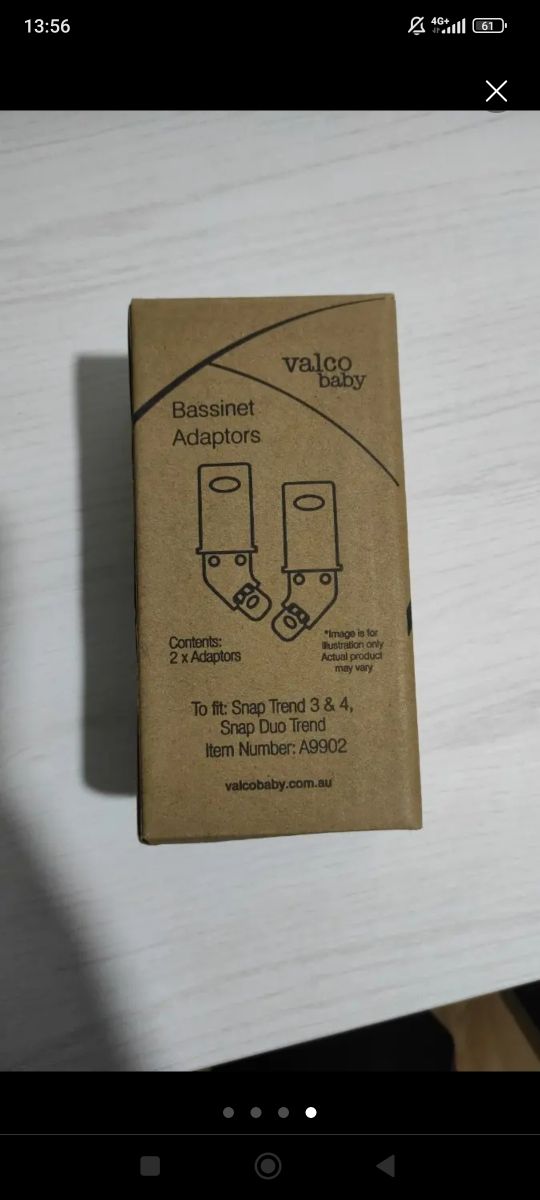 13:56
4G+
61
valco
baby
Bassinet
Adaptors
Contents:
2 x Adaptors
*Image is for
illustration only
Actual product
may vary
To fit: Snap Trend 3 & 4,
Snap Duo Trend
Item Number: A9902
valcobaby.com.au